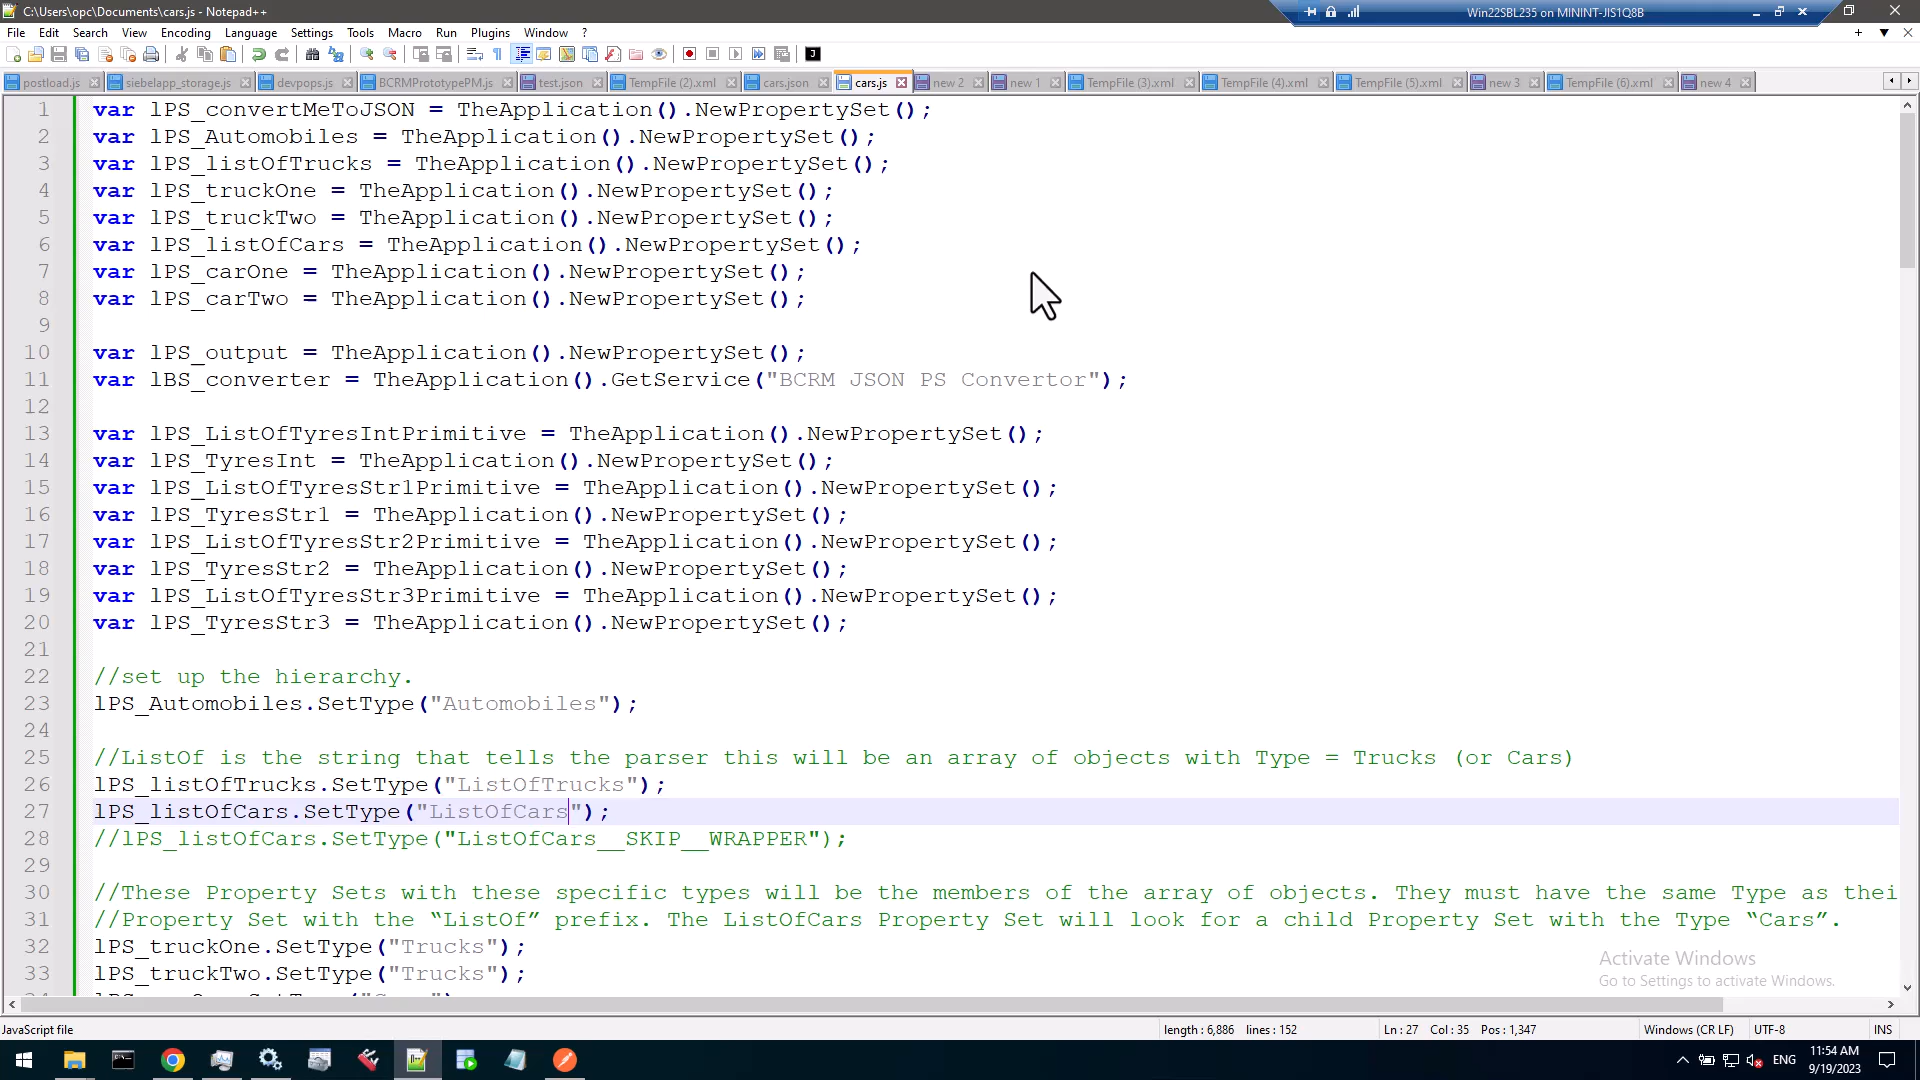 C:\Users\opc\Documents\cars.js - Notepad++
Win22SBL235 on MININT-JIS1Q8B
File Edit Search View Encoding Language Settings Tools Macro Run Plugins Window ?
postload.js siebelapp_storage.js devpops.js BCRMPrototypePM.js test.json TempFile (2).xml cars.json cars.js new 2 new 1 TempFile (3).xml TempFile (4).xml TempFile (5).xml new 3 TempFile (6).xml new 4
1 var lPS_convertMeToJSON = TheApplication().NewPropertySet();
2 var lPS_Automobiles = TheApplication().NewPropertySet();
3 var lPS_listOfTrucks = TheApplication().NewPropertySet();
4 var lPS_truckOne = TheApplication().NewPropertySet();
5 var lPS_truckTwo = TheApplication().NewPropertySet();
6 var lPS_listOfCars = TheApplication().NewPropertySet();
7 var lPS_carOne = TheApplication().NewPropertySet();
8 var lPS_carTwo = TheApplication().NewPropertySet();
9
10 var lPS_output = TheApplication().NewPropertySet();
11 var lBS_converter = TheApplication().GetService("BCRM JSON PS Convertor");
12
13 var lPS_ListOfTyresIntPrimitive = TheApplication().NewPropertySet();
14 var lPS_TyresInt = TheApplication().NewPropertySet();
15 var lPS_ListOfTyresStr1Primitive = TheApplication().NewPropertySet();
16 var lPS_TyresStr1 = TheApplication().NewPropertySet();
17 var lPS_ListOfTyresStr2Primitive = TheApplication().NewPropertySet();
18 var lPS_TyresStr2 = TheApplication().NewPropertySet();
19 var lPS_ListOfTyresStr3Primitive = TheApplication().NewPropertySet();
20 var lPS_TyresStr3 = TheApplication().NewPropertySet();
21
22 //set up the hierarchy.
23 lPS_Automobiles.SetType("Automobiles");
24
25 //ListOf is the string that tells the parser this will be an array of objects with Type = Trucks (or Cars)
26 lPS_listOfTrucks.SetType("ListOfTrucks");
27 lPS_listOfCars.SetType("ListOfCars");
28 //lPS_listOfCars.SetType("ListOfCars__SKIP__WRAPPER");
29
30 //These Property Sets with these specific types will be the members of the array of objects. They must have the same Type as thei
31 //Property Set with the “ListOf” prefix. The ListOfCars Property Set will look for a child Property Set with the Type “Cars”.
32 lPS_truckOne.SetType("Trucks");
33 lPS_truckTwo.SetType("Trucks");
Activate Windows
Go to Settings to activate Windows.
JavaScript file length : 6,886 lines : 152 Ln : 27 Col : 35 Pos : 1,347 Windows (CR LF) UTF-8 INS
ENG 11:54 AM
9/19/2023